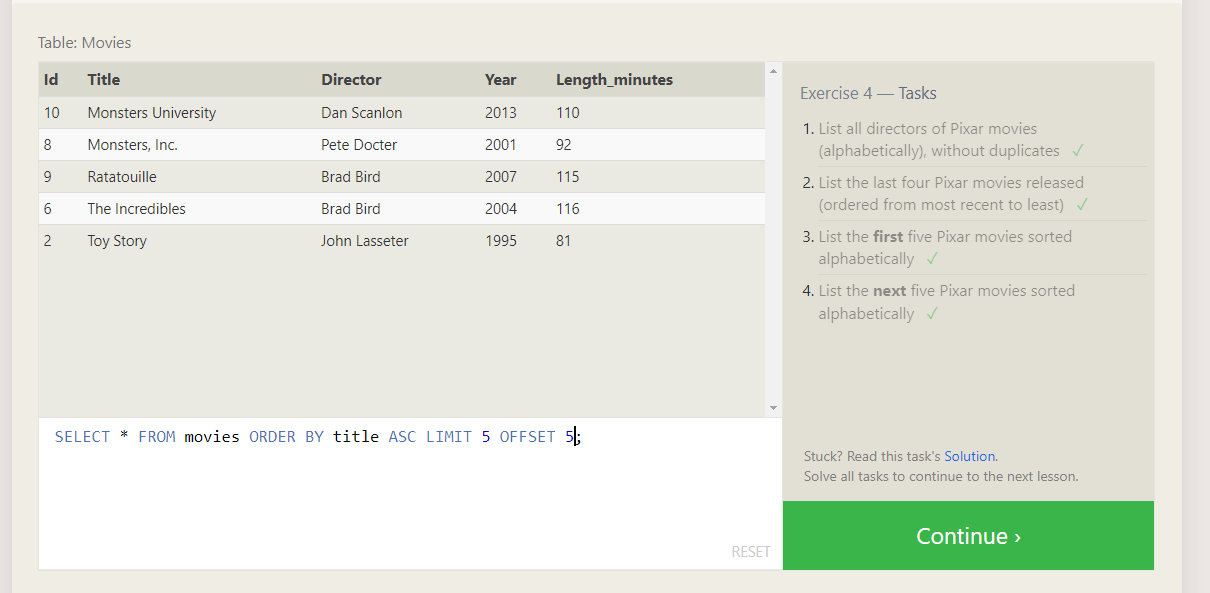 Table: Movies
Id Title Director Year Length_minutes
10 Monsters University Dan Scanlon 2013 110
8 Monsters, Inc. Pete Docter 2001 92
9 Ratatouille Brad Bird 2007 115
6 The Incredibles Brad Bird 2004 116
2 Toy Story John Lasseter 1995 81
SELECT * FROM movies ORDER BY title ASC LIMIT 5 OFFSET 5;
RESET
Exercise 4 — Tasks
1. List all directors of Pixar movies
(alphabetically), without duplicates ✓
2. List the last four Pixar movies released
(ordered from most recent to least) ✓
3. List the first five Pixar movies sorted
alphabetically ✓
4. List the next five Pixar movies sorted
alphabetically ✓
Stuck? Read this task's Solution.
Solve all tasks to continue to the next lesson.
Continue ›